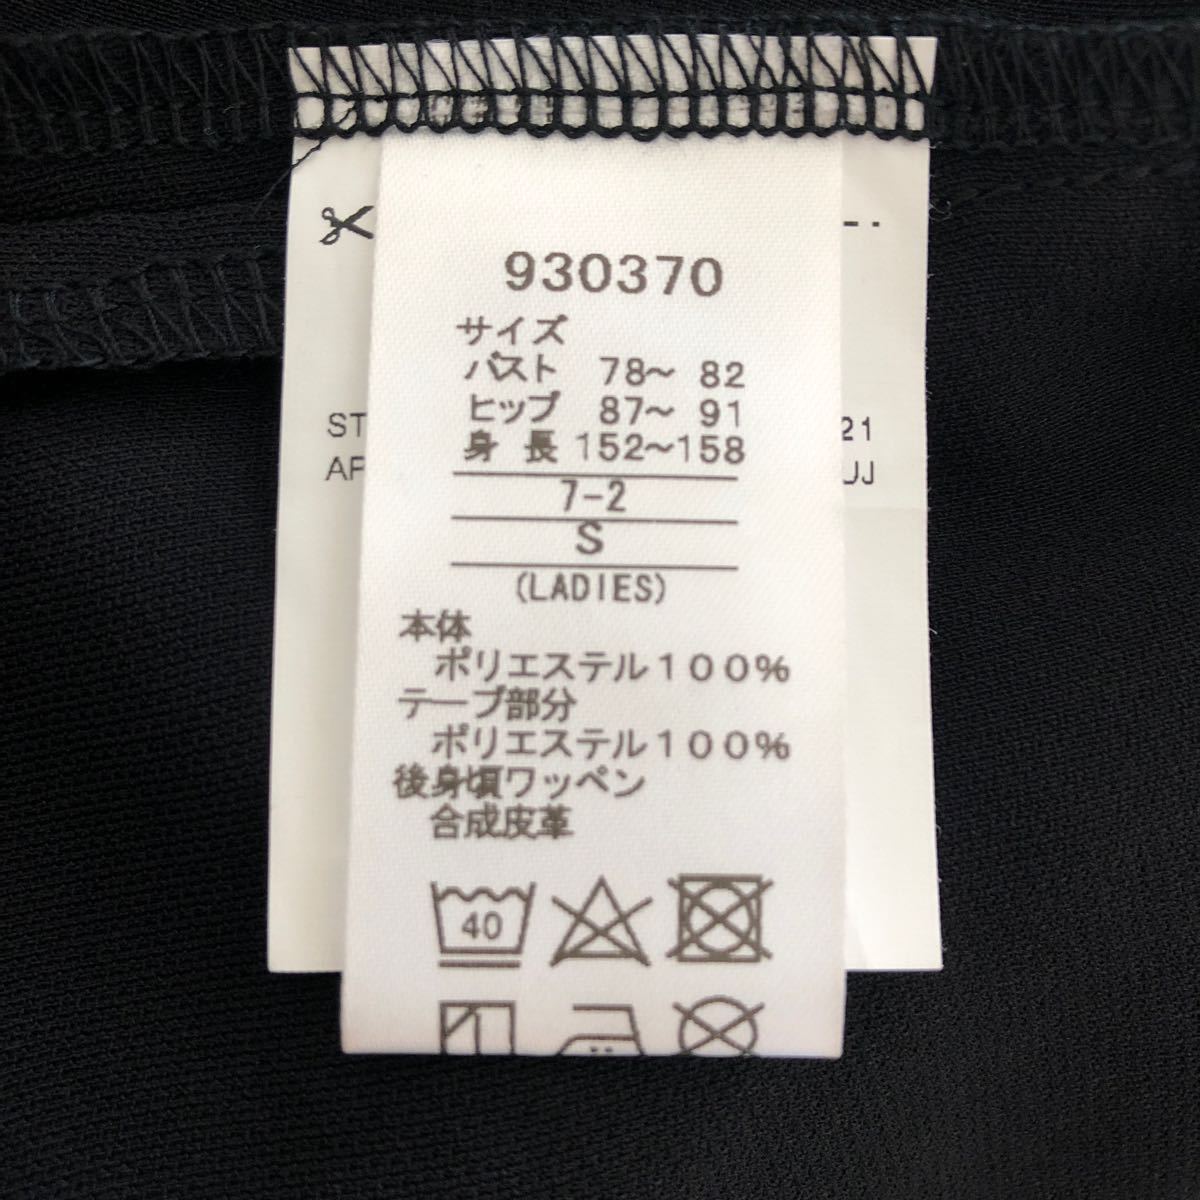 930370
サイズ
バスト 78～ 82
ヒップ 87～ 91
身 長 152～158
7-2
S
(LADIES)
本体
ポリエステル100%
テープ部分
ポリエステル100%
後身頃ワッペン
合成皮革
40
ST
21
JJ